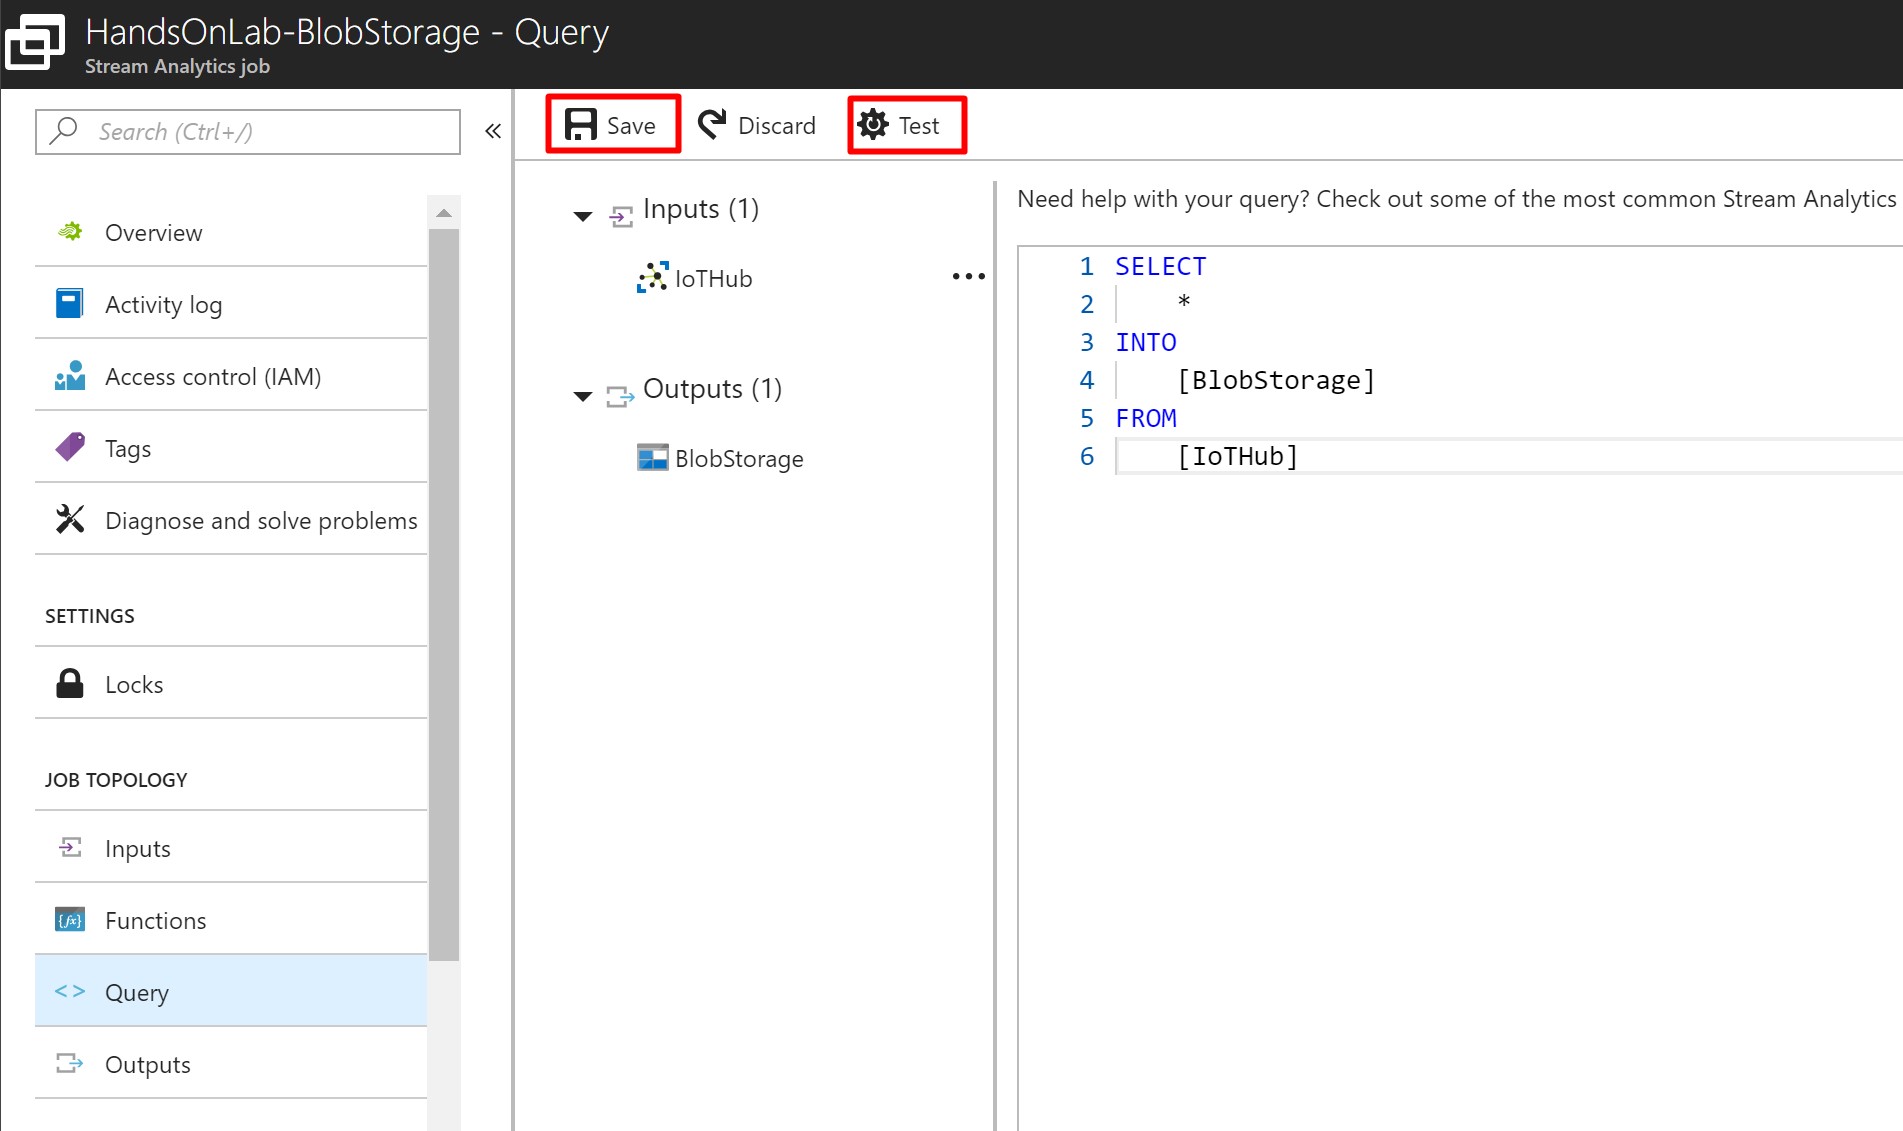 HandsOnLab-BlobStorage - Query
Stream Analytics job
Search (Ctrl+/)
«
Overview
Activity log
Access control (IAM)
Tags
Diagnose and solve problems
SETTINGS
Locks
JOB TOPOLOGY
Inputs
Functions
Query
Outputs
Save
Discard
Test
Inputs (1)
IoTHub
...
Outputs (1)
BlobStorage
Need help with your query? Check out some of the most common Stream Analytics
1 SELECT
2 *
3 INTO
4 [BlobStorage]
5 FROM
6 [IoTHub]